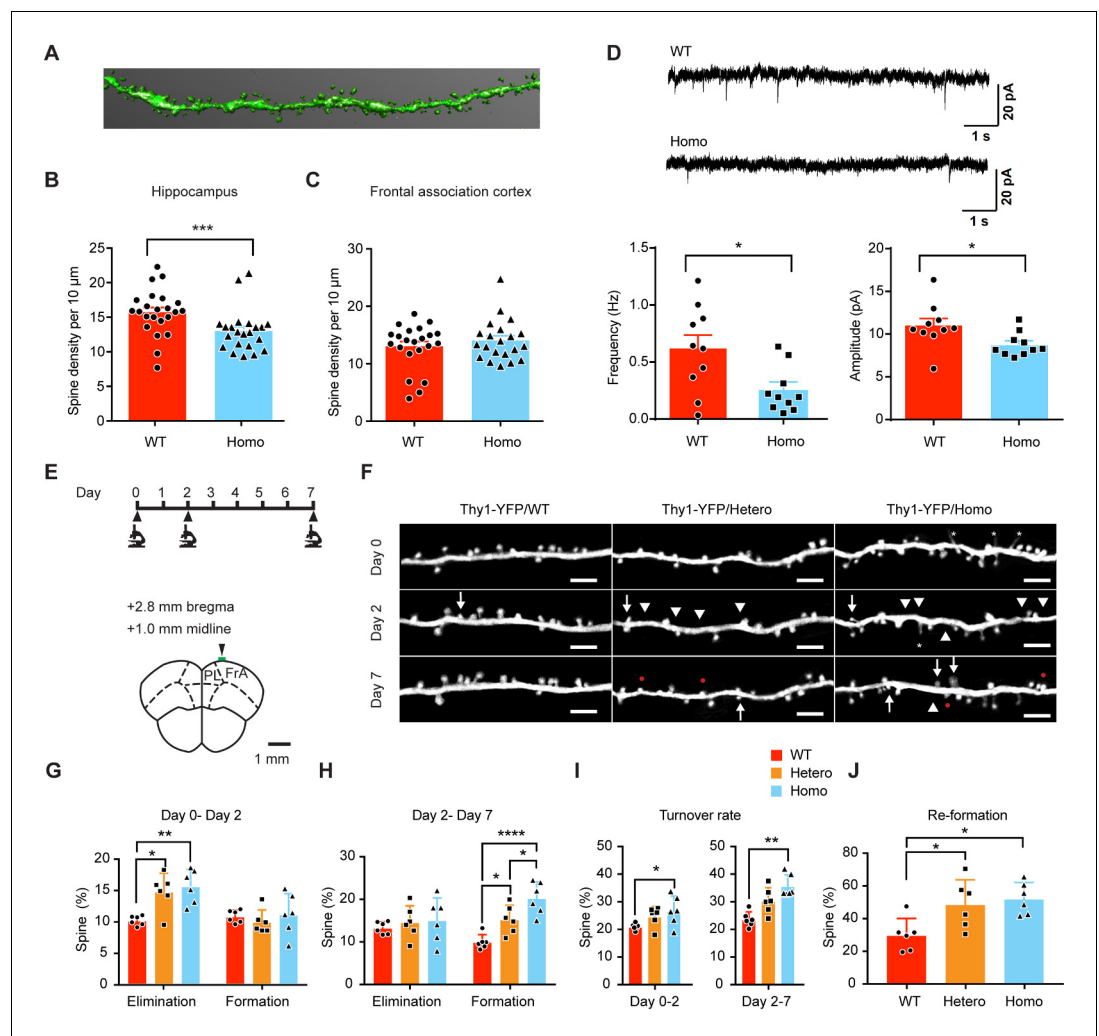 A
D
WT
20 pA
1 s
Homo
20 pA
1 s
B
C
Hippocampus
Frontal association cortex
***
Spine density per 10 µm
25
20
15
10
5
0
WT
Homo
Spine density per 10 µm
30
20
10
0
WT
Homo
*
Frequency (Hz)
1.5
1.0
0.5
0.0
WT
Homo
*
Amplitude (pA)
20
15
10
5
0
WT
Homo
E
Day 0 1 2 3 4 5 6 7
+2.8 mm bregma
+1.0 mm midline
PL FrA
1 mm
F
Thy1-YFP/WT Thy1-YFP/Hetero Thy1-YFP/Homo
Day 0
* * *
Day 2
*
Day 7
WT
Hetero
Homo
G
Day 0- Day 2
**
*
Spine (%)
20
15
10
5
0
Elimination Formation
H
Day 2- Day 7
****
*
*
Spine (%)
30
20
10
0
Elimination Formation
I
Turnover rate
*
Spine (%)
50
40
30
20
10
0
Day 0-2
**
Spine (%)
50
40
30
20
10
0
Day 2-7
J
Re-formation
*
*
Spine (%)
80
60
40
20
0
WT Hetero Homo